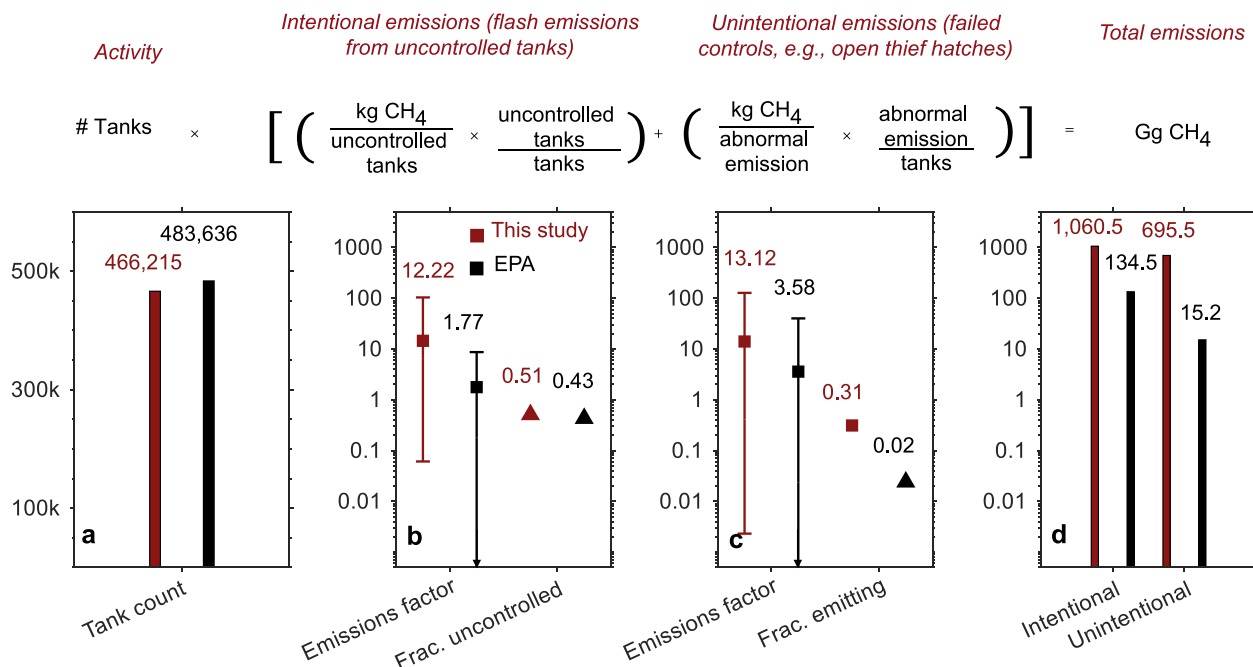 Activity
Intentional emissions (flash emissions
from uncontrolled tanks)
Unintentional emissions (failed
controls, e.g., open thief hatches)
Total emissions
# Tanks × [ ( kg CH4 / uncontrolled tanks × uncontrolled tanks / tanks ) + ( kg CH4 / abnormal emission × abnormal emission / tanks ) ] = Gg CH4
500k
300k
100k
466,215
483,636
a
Tank count
1000
100
10
1
0.1
0.01
This study
EPA
12.22
1.77
0.51
0.43
b
Emissions factor
Frac. uncontrolled
1000
100
10
1
0.1
0.01
13.12
3.58
0.31
0.02
c
Emissions factor
Frac. emitting
1000
100
10
1
0.1
0.01
1,060.5
134.5
695.5
15.2
d
Intentional
Unintentional